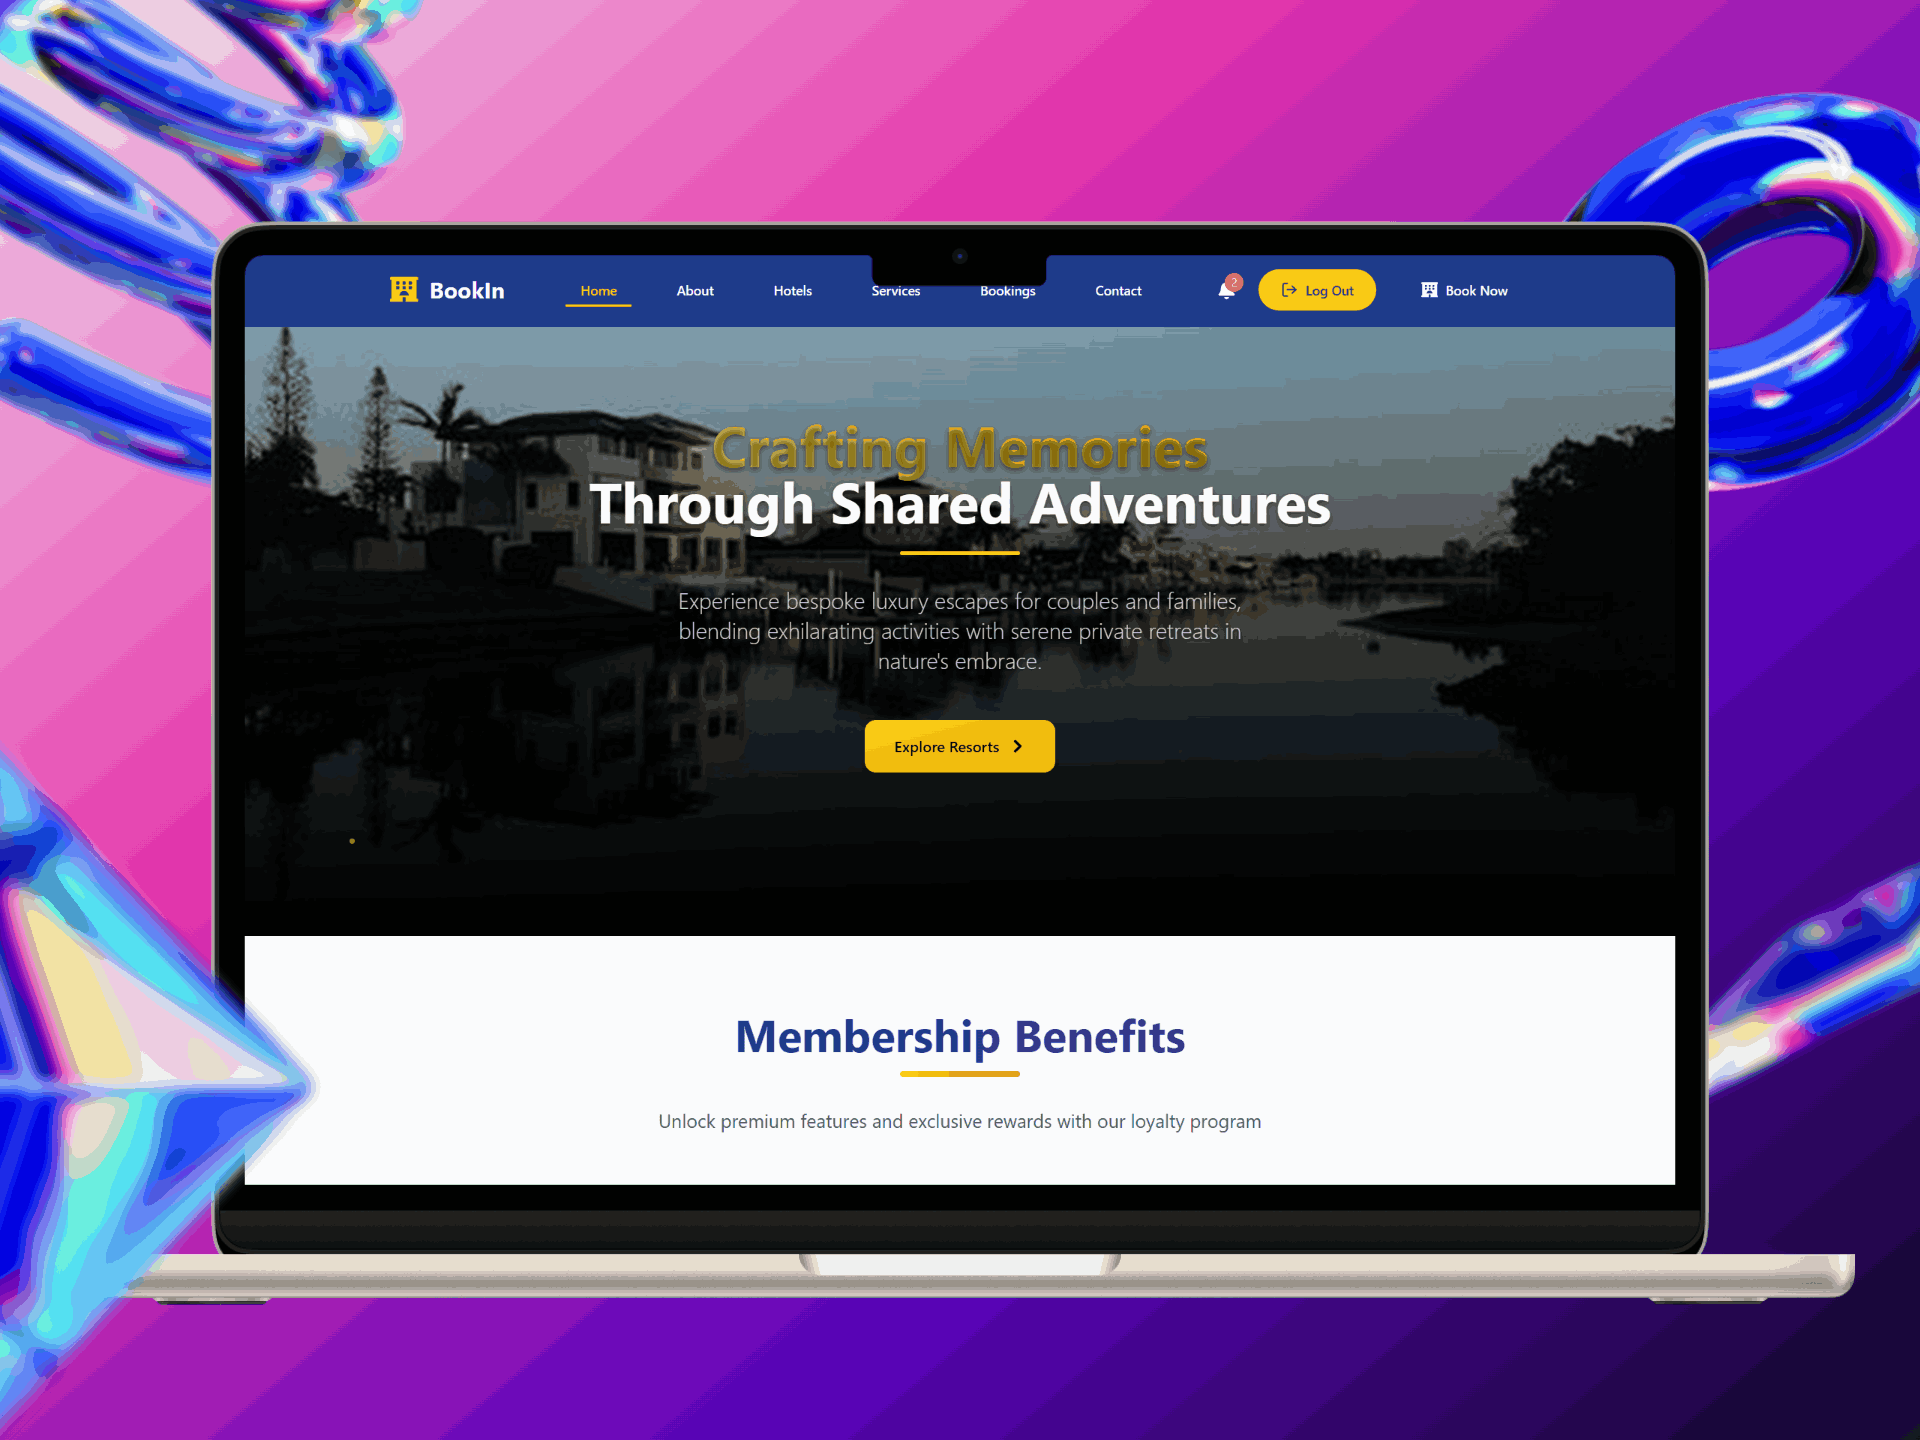 BookIn
Home
About
Hotels
Services
Bookings
Contact
2
Log Out
Book Now
Crafting Memories
Through Shared Adventures
Experience bespoke luxury escapes for couples and families,
blending exhilarating activities with serene private retreats in
nature's embrace.
Explore Resorts
Membership Benefits
Unlock premium features and exclusive rewards with our loyalty program